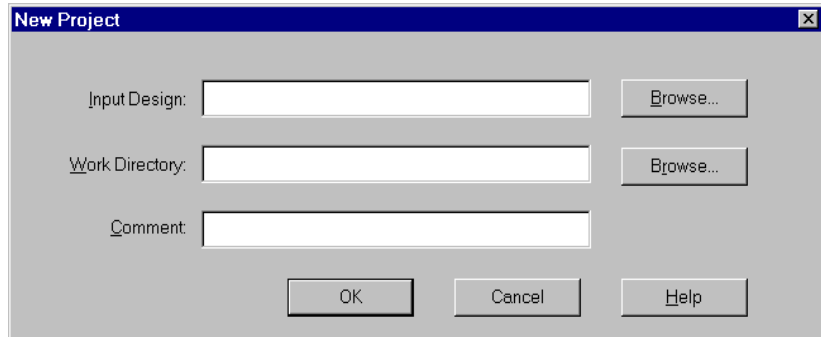 New Project
Input Design: Browse...
Work Directory: Browse...
Comment:
OK Cancel Help